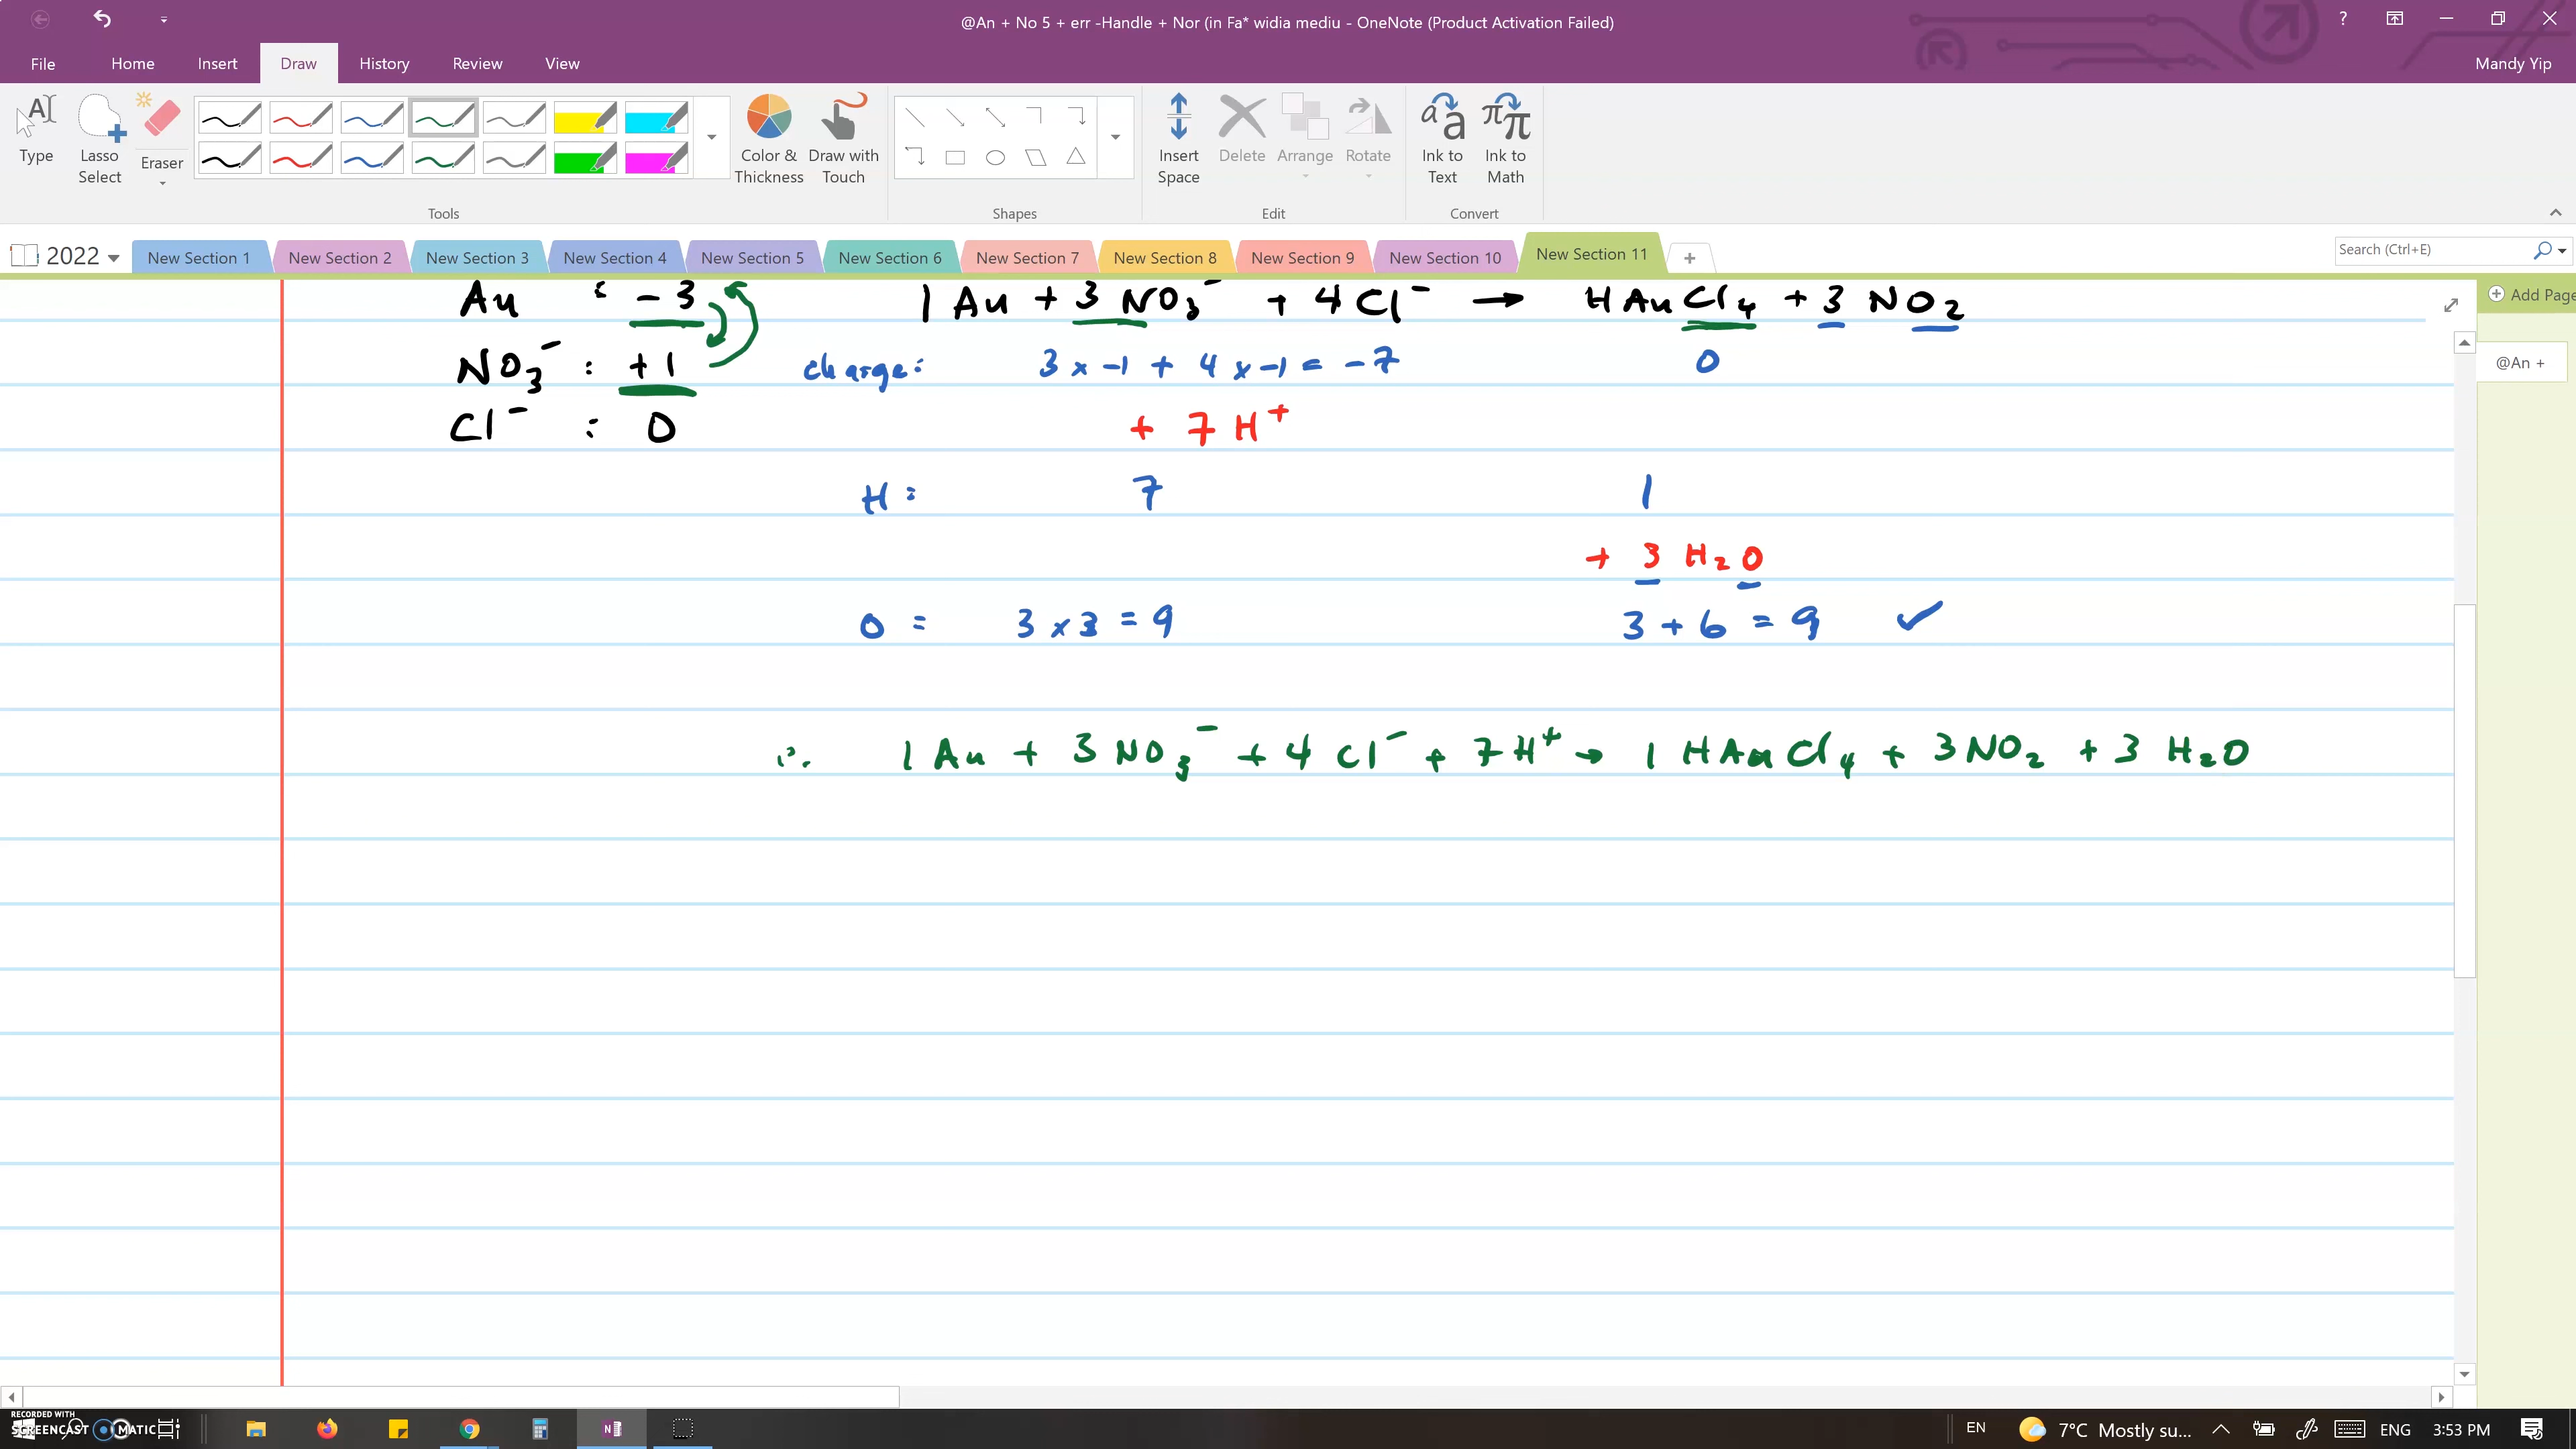 @An + No 5 + err -Handle + Nor (in Fa* widia mediu - OneNote (Product Activation Failed)
?
File Home Insert Draw History Review View
Mandy Yip
Type
Lasso Select
Eraser
Color & Thickness
Draw with Touch
Insert Space
Delete
Arrange
Rotate
Ink to Text
Ink to Math
Tools
Shapes
Edit
Convert
2022
New Section 1
New Section 2
New Section 3
New Section 4
New Section 5
New Section 6
New Section 7
New Section 8
New Section 9
New Section 10
New Section 11
Search (Ctrl+E)
Add Page
@An +
Au : -3
1 Au + 3 NO₃⁻ + 4 Cl⁻ → HAuCl₄ + 3 NO₂
NO₃⁻ : +1
charge: 3 x -1 + 4 x -1 = -7 0
Cl⁻ : 0
+ 7 H⁺
H: 7 1
+ 3 H₂O
O = 3 x 3 = 9 3 + 6 = 9 ✓
∴ 1 Au + 3 NO₃⁻ + 4 Cl⁻ + 7 H⁺ → 1 HAuCl₄ + 3 NO₂ + 3 H₂O
RECORDED WITH
SCREENCAST MATIC
EN
7°C Mostly su...
ENG
3:53 PM